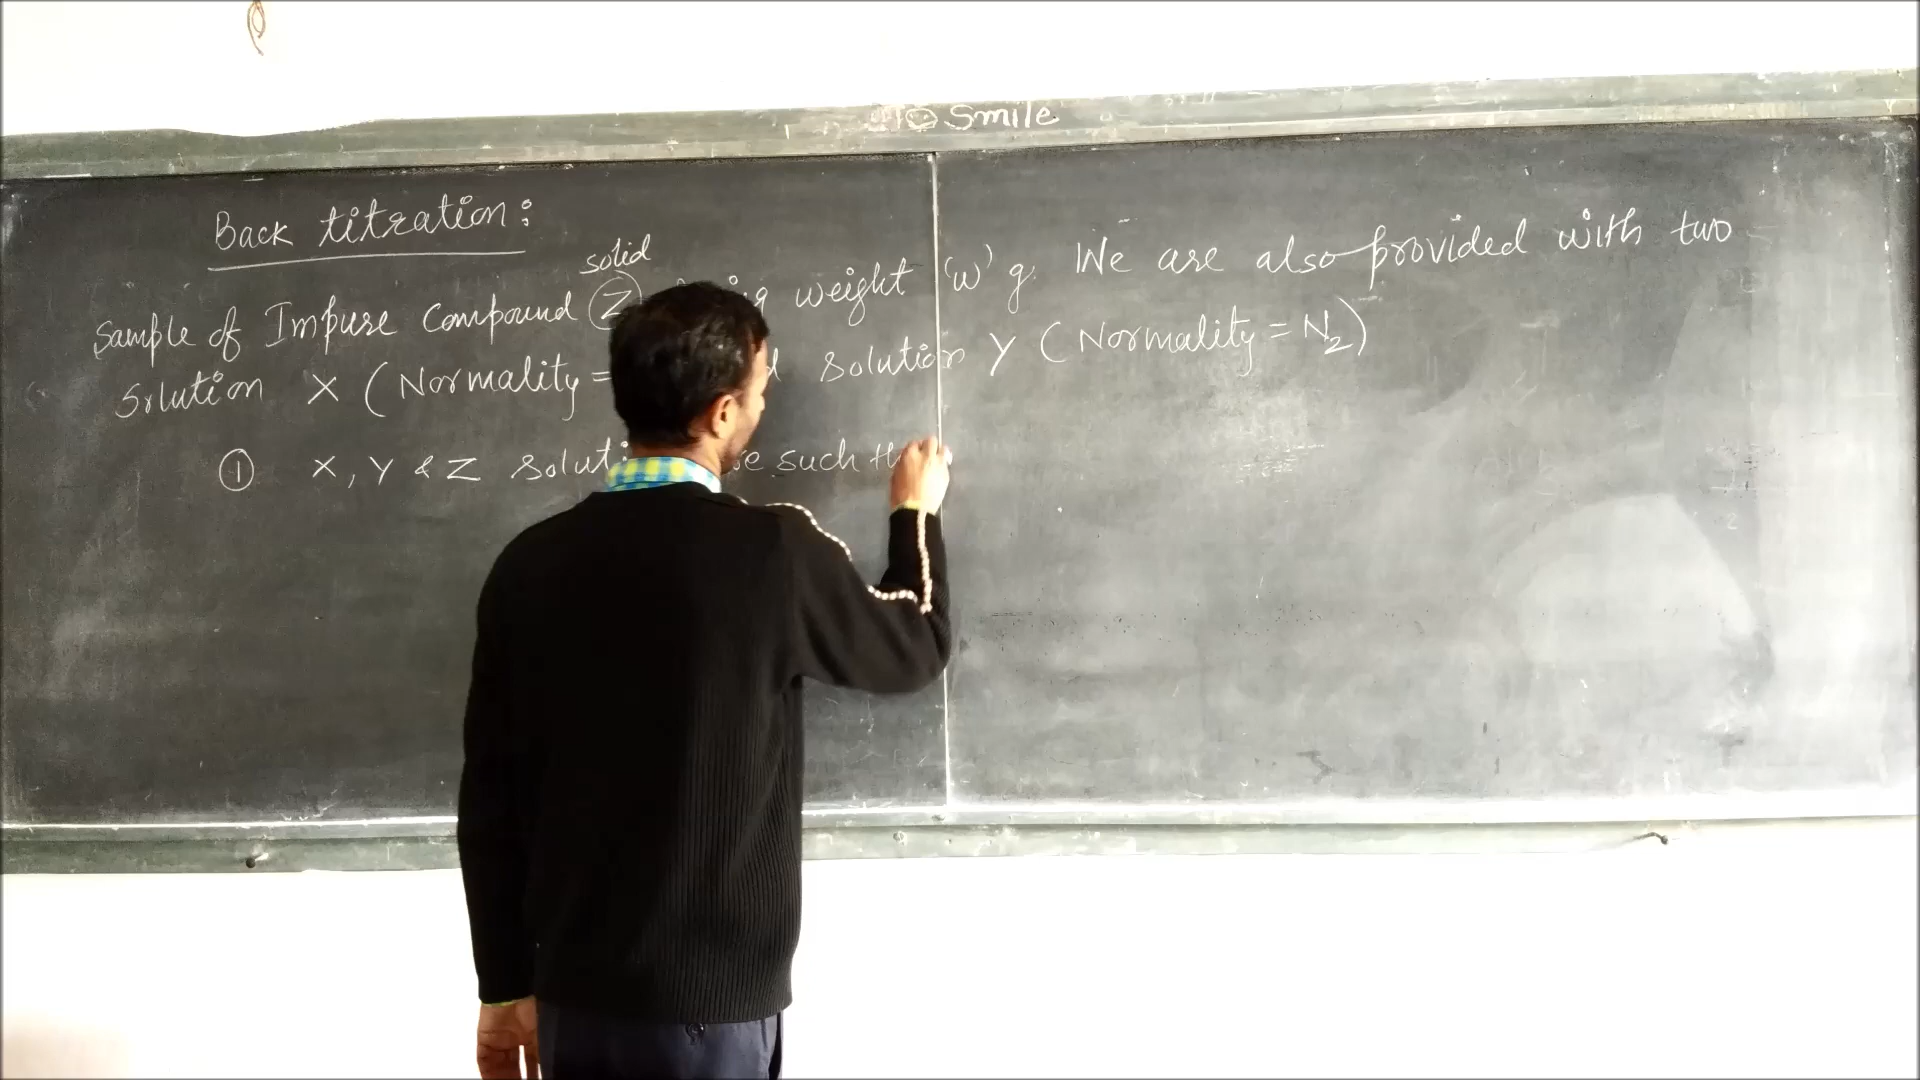 Smile
Back titration:
solid
Sample of Impure Compound Z weight 'w' g. We are also provided with two
Solution X (Normality = solution Y (Normality = N₂)
① X, Y & Z such